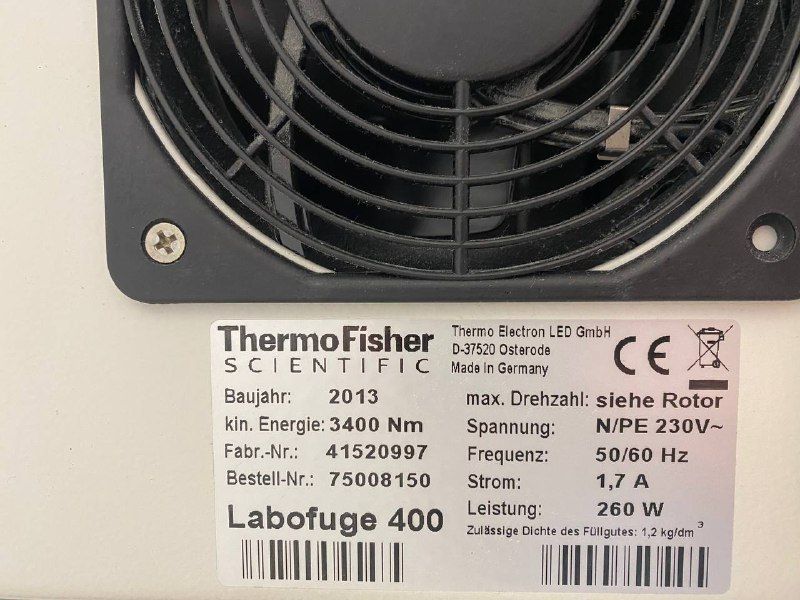 ThermoFisher
SCIENTIFIC
Thermo Electron LED GmbH
D-37520 Osterode
Made in Germany
CE
Baujahr: 2013
kin. Energie: 3400 Nm
Fabr.-Nr.: 41520997
Bestell-Nr.: 75008150
Labofuge 400
max. Drehzahl: siehe Rotor
Spannung: N/PE 230V~
Frequenz: 50/60 Hz
Strom: 1,7 A
Leistung: 260 W
Zulässige Dichte des Füllgutes: 1,2 kg/dm³